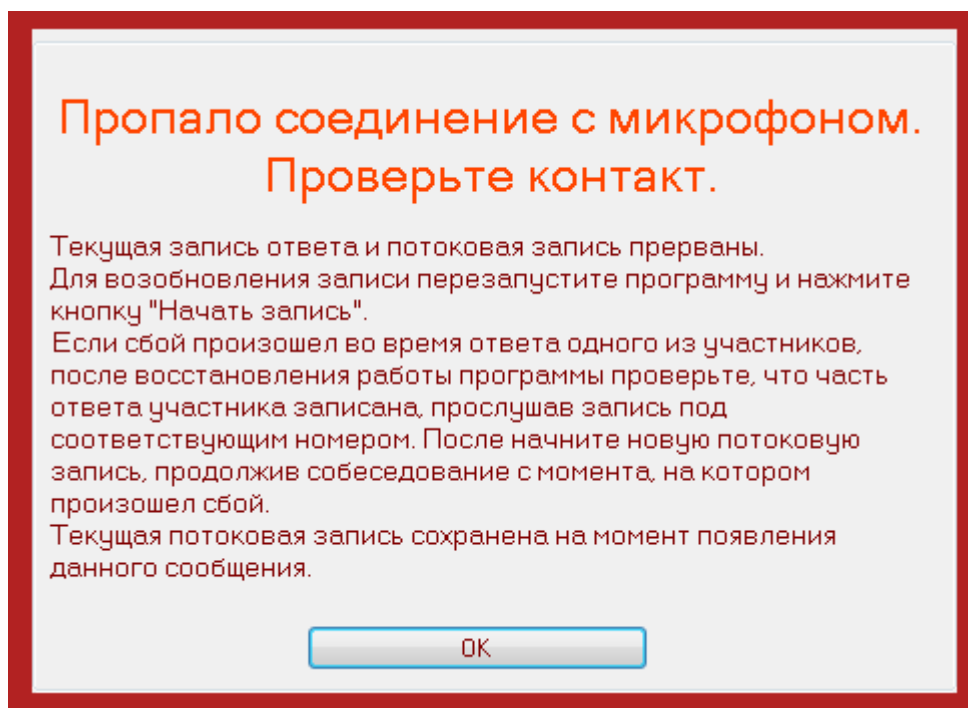 Пропало соединение с микрофоном.
Проверьте контакт.
Текущая запись ответа и потоковая запись прерваны.
Для возобновления записи перезапустите программу и нажмите
кнопку "Начать запись".
Если сбой произошел во время ответа одного из участников,
после восстановления работы программы проверьте, что часть
ответа участника записана, прослушав запись под
соответствующим номером. После начните новую потоковую
запись, продолжив собеседование с момента, на котором
произошел сбой.
Текущая потоковая запись сохранена на момент появления
данного сообщения.
OK